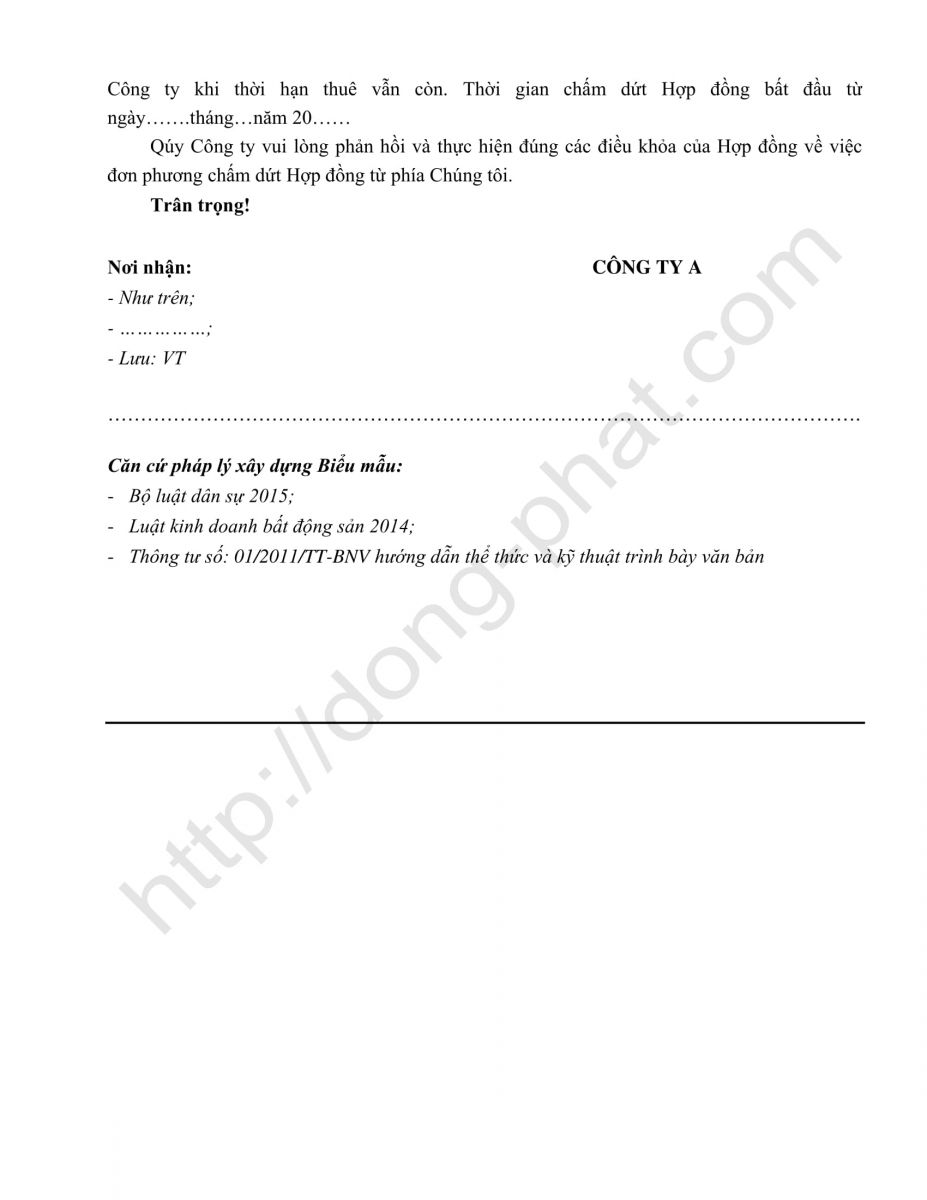 Công ty khi thời hạn thuê vẫn còn. Thời gian chấm dứt Hợp đồng bất đầu từ
ngày…….tháng…năm 20……
Qúy Công ty vui lòng phản hồi và thực hiện đúng các điều khỏa của Hợp đồng về việc
đơn phương chấm dứt Hợp đồng từ phía Chúng tôi.
Trân trọng!
Nơi nhận: CÔNG TY A
- Như trên;
- ……………;
- Lưu: VT
…………………………………………………………………………………………………….
Căn cứ pháp lý xây dựng Biểu mẫu:
- Bộ luật dân sự 2015;
- Luật kinh doanh bất động sản 2014;
- Thông tư số: 01/2011/TT-BNV hướng dẫn thể thức và kỹ thuật trình bày văn bản
http://dong-phat.com